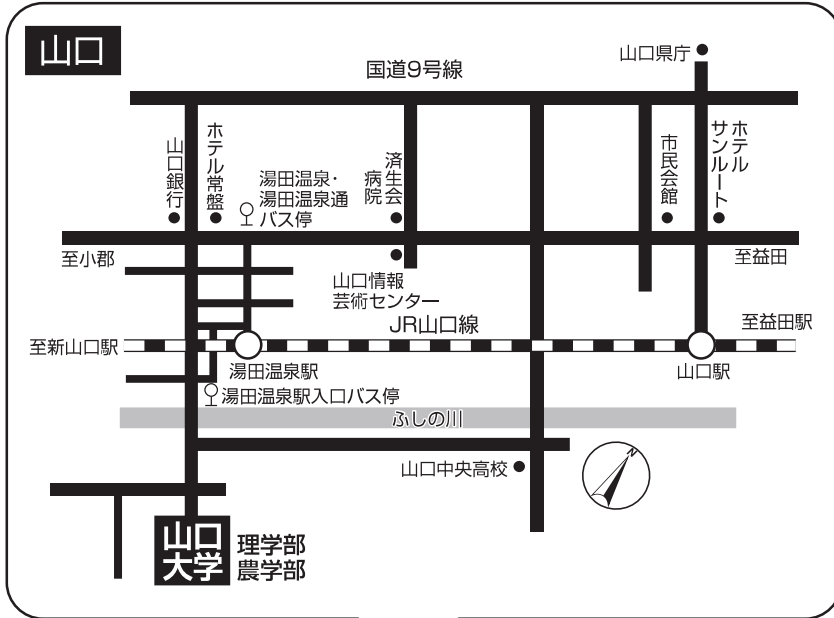 山口
国道9号線
山口県庁
山口銀行
ホテル常盤
湯田温泉・
湯田温泉通
バス停
済生会
病院
市民会館
ホテル
サンルート
至小郡
至益田
山口情報
芸術センター
JR山口線
至新山口駅
至益田駅
湯田温泉駅
山口駅
湯田温泉駅入口バス停
ふしの川
山口中央高校
N
山口
大学
理学部
農学部